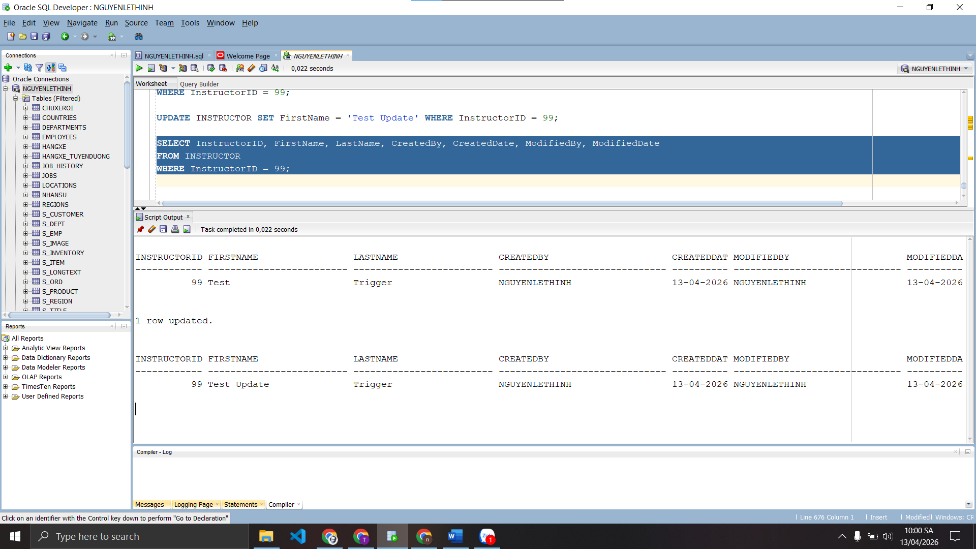 Oracle SQL Developer : NGUYENLETHINH
File Edit View Navigate Run Source Team Tools Window Help
Connections
NGUYENLETHINH.sql
Welcome Page
NGUYENLETHINH
0,022 seconds
NGUYENLETHINH
Worksheet Query Builder
Oracle Connections
NGUYENLETHINH
Tables (Filtered)
CHUXEROI
COUNTRIES
DEPARTMENTS
EMPLOYEES
HANGXE
HANGXE_TUYENDUONG
JOB_HISTORY
JOBS
LOCATIONS
NHANSU
REGIONS
S_CUSTOMER
S_DEPT
S_EMP
S_IMAGE
S_INVENTORY
S_ITEM
S_LONGTEXT
S_ORD
S_PRODUCT
S_REGION
S_TITLE
WHERE InstructorID = 99;
UPDATE INSTRUCTOR SET FirstName = 'Test Update' WHERE InstructorID = 99;
SELECT InstructorID, FirstName, LastName, CreatedBy, CreatedDate, ModifiedBy, ModifiedDate
FROM INSTRUCTOR
WHERE InstructorID = 99;
Script Output
Task completed in 0,022 seconds
INSTRUCTORID FIRSTNAME LASTNAME CREATEDBY CREATEDDAT MODIFIEDBY MODIFIEDDA
99 Test Trigger NGUYENLETHINH 13-04-2026 NGUYENLETHINH 13-04-2026
1 row updated.
INSTRUCTORID FIRSTNAME LASTNAME CREATEDBY CREATEDDAT MODIFIEDBY MODIFIEDDA
99 Test Update Trigger NGUYENLETHINH 13-04-2026 NGUYENLETHINH 13-04-2026
Reports
All Reports
Analytic View Reports
Data Dictionary Reports
Data Modeler Reports
OLAP Reports
TimesTen Reports
User Defined Reports
Compiler - Log
Messages Logging Page Statements Compiler
Click on an identifier with the Control key down to perform "Go to Declaration"
Line 676 Column 1 Insert Modified Windows: CF
Type here to search
10:00 SA
13/04/2026